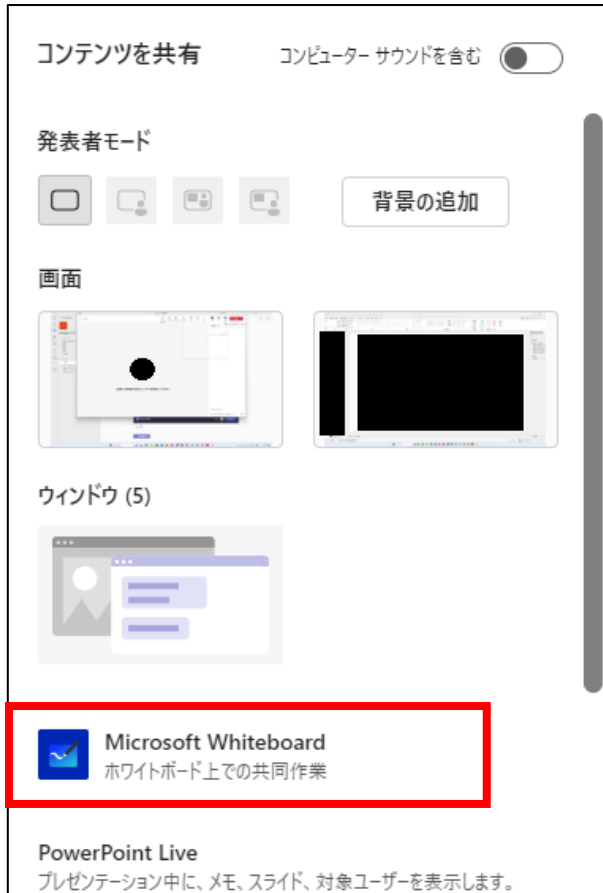 コンテンツを共有 コンピューター サウンドを含む
発表者モード
背景の追加
画面
ウィンドウ (5)
Microsoft Whiteboard
ホワイトボード上での共同作業
PowerPoint Live
プレゼンテーション中に、メモ、スライド、対象ユーザーを表示します。